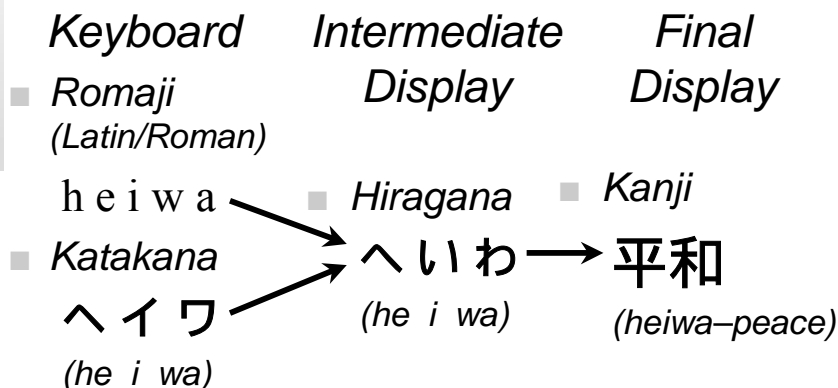 Keyboard
Romaji
(Latin/Roman)
h e i w a
Katakana
ヘ イ ワ
(he i wa)
Intermediate
Display
Hiragana
へ い わ
(he i wa)
Final
Display
Kanji
平和
(heiwa–peace)